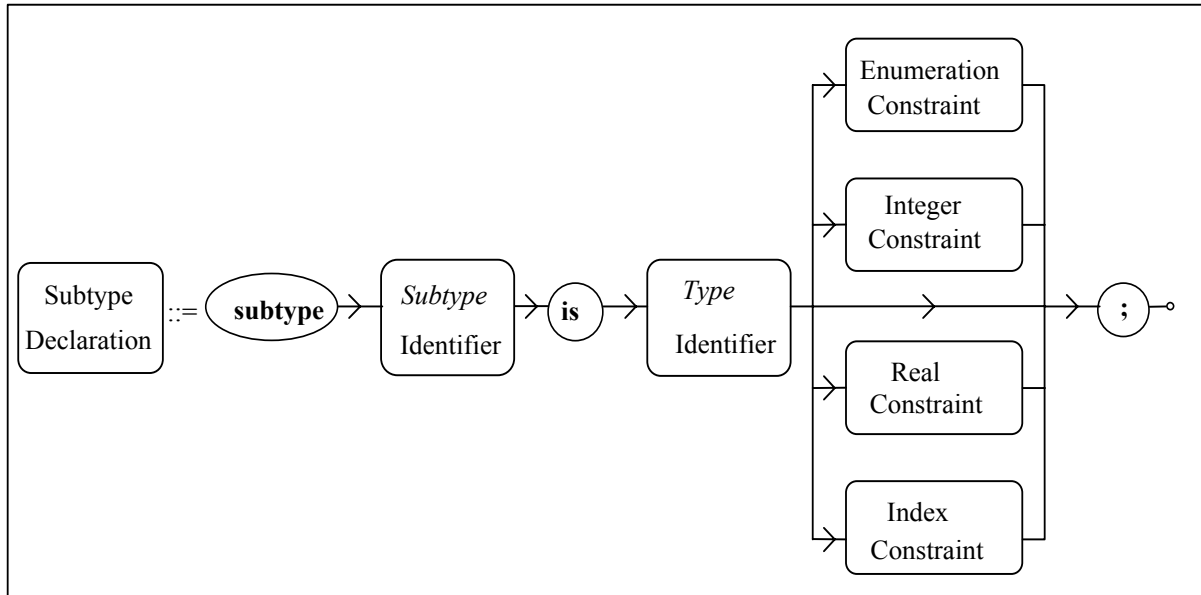 Subtype
Declaration
::=
subtype
Subtype
Identifier
is
Type
Identifier
Enumeration
Constraint
Integer
Constraint
Real
Constraint
Index
Constraint
;